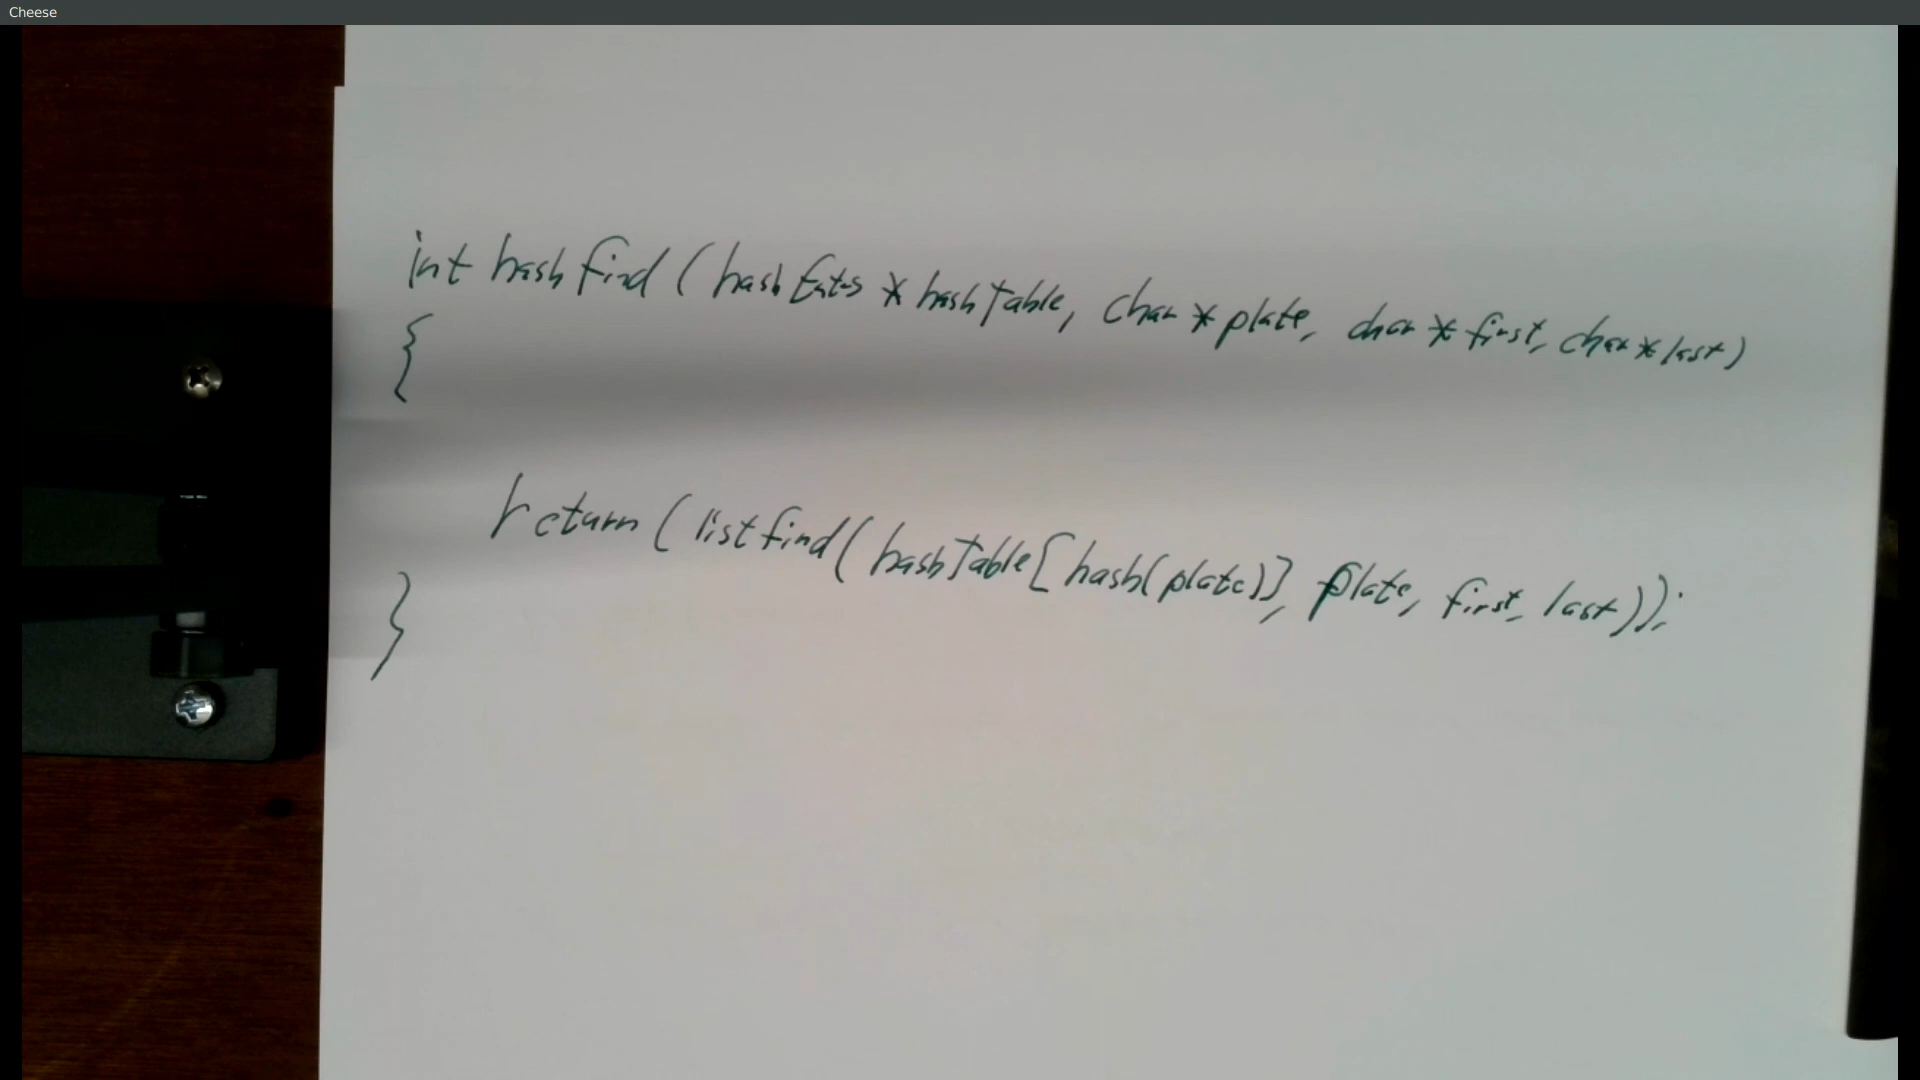 Cheese
int hashfind (hashEntry *hashTable, char *plate, char *first, char *last)
{
return (listfind(hashTable[hash(plate)], plate, first, last));
}